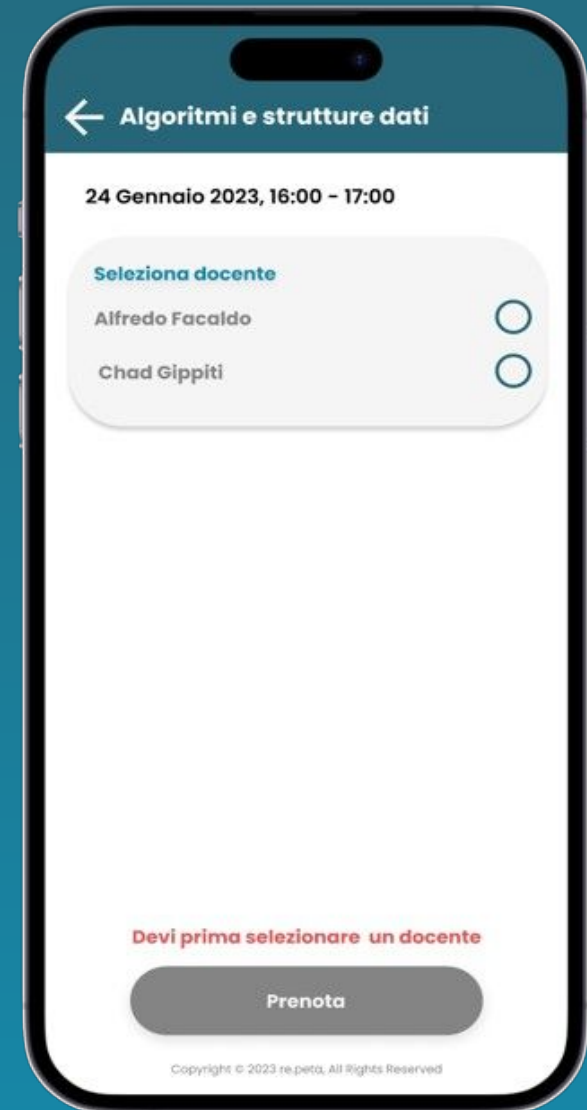 Algoritmi e strutture dati
24 Gennaio 2023, 16:00 - 17:00
Seleziona docente
Alfredo Facaldo
Chad Gippiti
Devi prima selezionare un docente
Prenota
Copyright © 2023 re.peta, All Rights Reserved